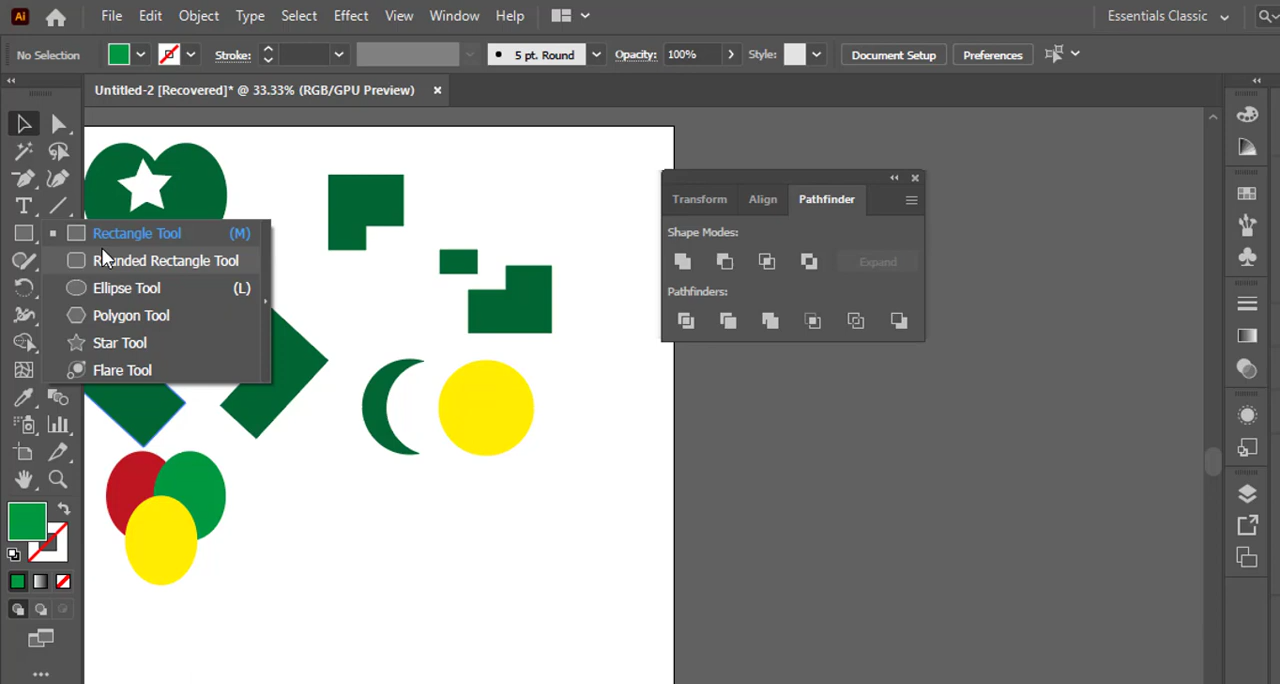 Ai File Edit Object Type Select Effect View Window Help Essentials Classic
No Selection Stroke: 5 pt. Round Opacity: 100% Style: Document Setup Preferences
Untitled-2 [Recovered]* @ 33.33% (RGB/GPU Preview)
Transform Align Pathfinder
Shape Modes:
Expand
Pathfinders:
Rectangle Tool (M)
Rounded Rectangle Tool
Ellipse Tool (L)
Polygon Tool
Star Tool
Flare Tool